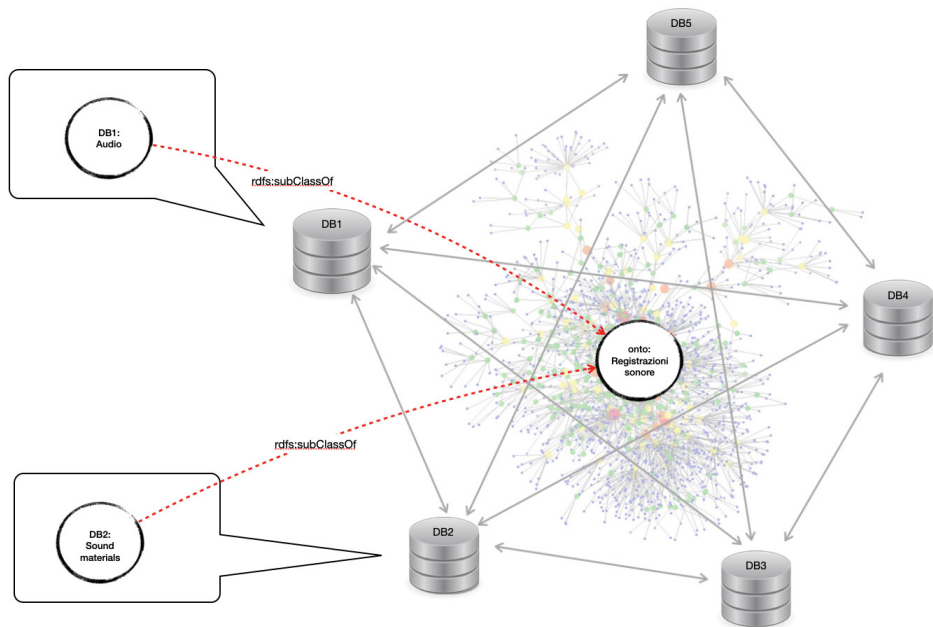 DB5
DB1:
Audio
rdfs:subClassOf
DB1
DB4
onto:
Registrazioni
sonore
rdfs:subClassOf
DB2:
Sound
materials
DB2
DB3